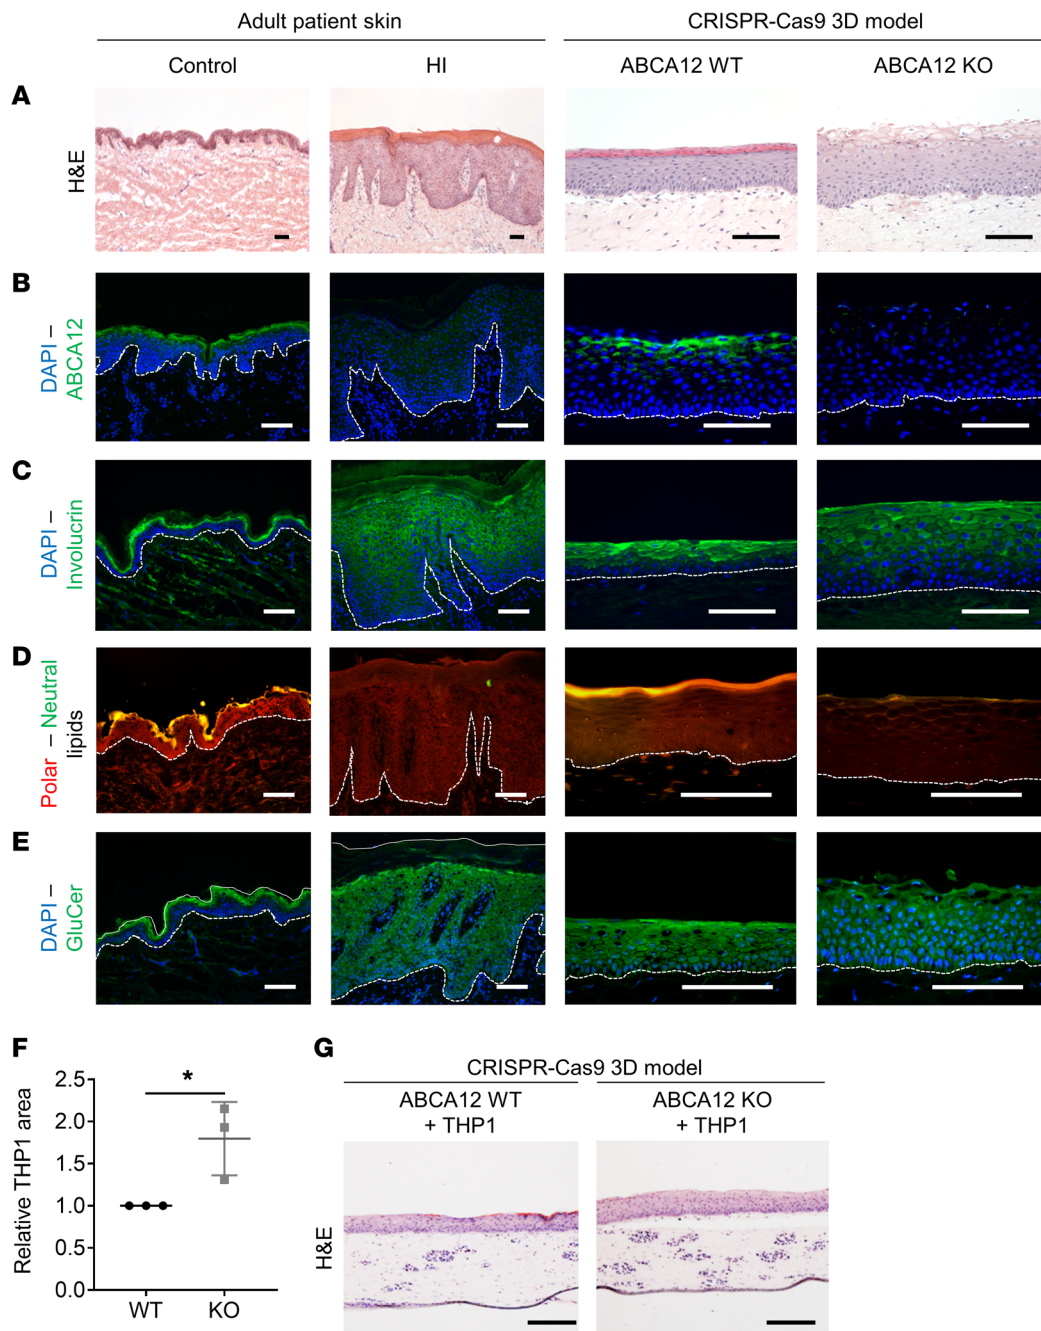 Adult patient skin
CRISPR-Cas9 3D model
Control
HI
ABCA12 WT
ABCA12 KO
A
H&E
B
DAPI –
ABCA12
C
DAPI –
Involucrin
D
Polar – Neutral
lipids
E
DAPI –
GluCer
F
Relative THP1 area
2.5
2.0
1.5
1.0
0.5
0.0
*
WT
KO
G
CRISPR-Cas9 3D model
ABCA12 WT
+ THP1
ABCA12 KO
+ THP1
H&E